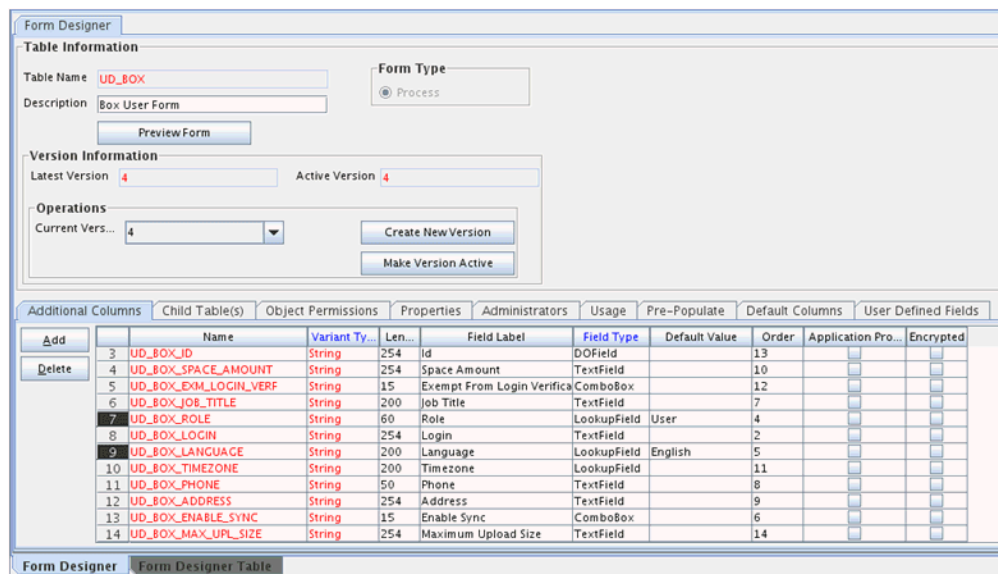 Form Designer
Table Information
Table Name UD_BOX
Form Type
Process
Description Box User Form
Preview Form
Version Information
Latest Version 4 Active Version 4
Operations
Current Vers... 4 Create New Version
Make Version Active
Additional Columns Child Table(s) Object Permissions Properties Administrators Usage Pre-Populate Default Columns User Defined Fields
Add
Delete
Name Variant Ty... Len... Field Label Field Type Default Value Order Application Pro... Encrypted
3 UD_BOX_ID String 254 Id DOField 13
4 UD_BOX_SPACE_AMOUNT String 254 Space Amount TextField 10
5 UD_BOX_EXM_LOGIN_VERF String 15 Exempt From Login Verifica ComboBox 12
6 UD_BOX_JOB_TITLE String 200 Job Title TextField 7
7 UD_BOX_ROLE String 60 Role LookupField User 4
8 UD_BOX_LOGIN String 254 Login TextField 2
9 UD_BOX_LANGUAGE String 200 Language LookupField English 5
10 UD_BOX_TIMEZONE String 200 Timezone LookupField 11
11 UD_BOX_PHONE String 50 Phone TextField 8
12 UD_BOX_ADDRESS String 254 Address TextField 9
13 UD_BOX_ENABLE_SYNC String 15 Enable Sync ComboBox 6
14 UD_BOX_MAX_UPL_SIZE String 254 Maximum Upload Size TextField 14
Form Designer Form Designer Table